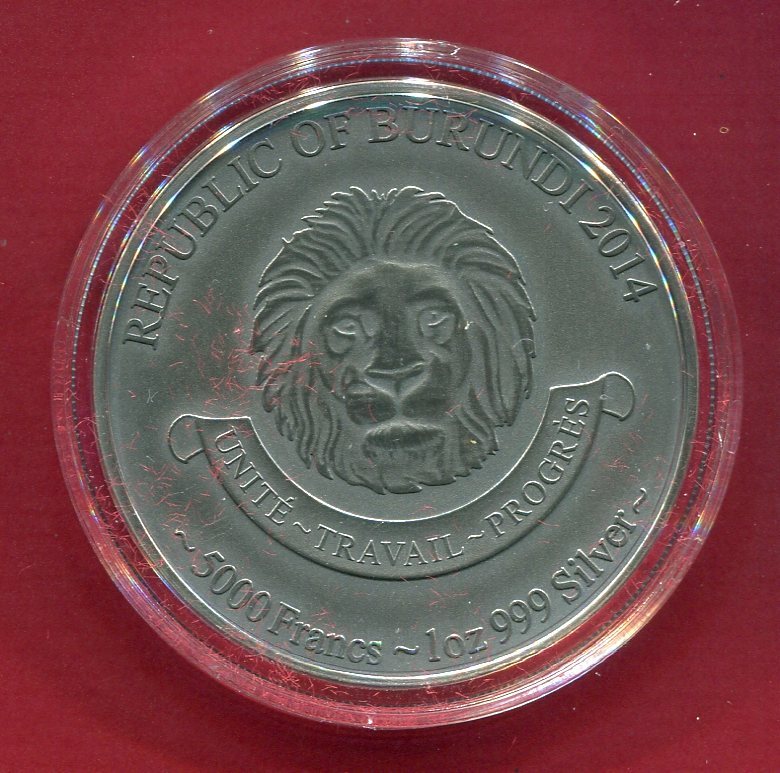 REPUBLIC OF BURUNDI 2014
UNITÉ ~ TRAVAIL ~ PROGRÈS
~ 5000 Francs ~ 1oz 999 Silver ~